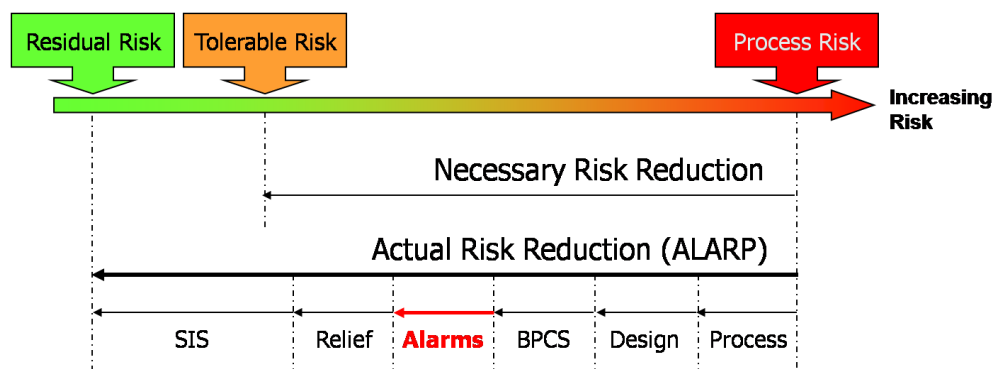 Residual Risk
Tolerable Risk
Process Risk
Increasing
Risk
Necessary Risk Reduction
Actual Risk Reduction (ALARP)
SIS
Relief
Alarms
BPCS
Design
Process